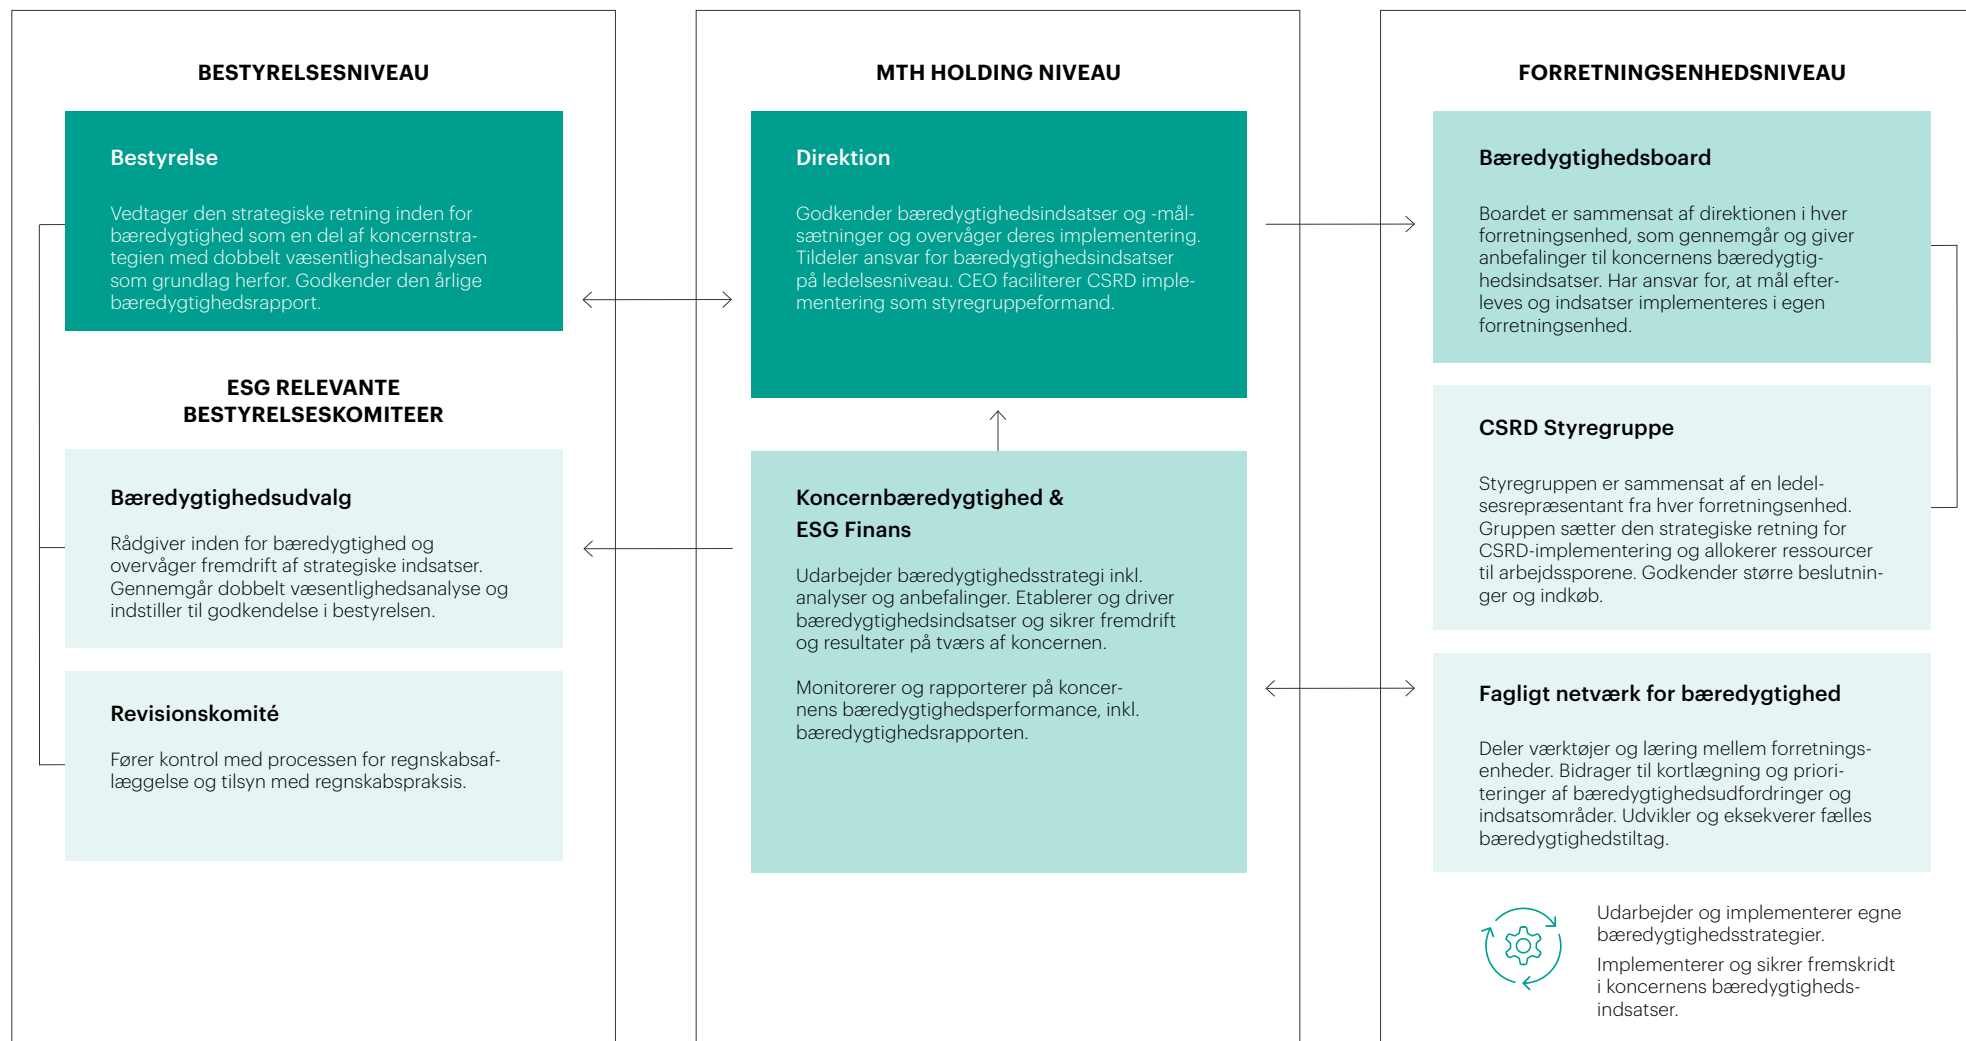 BESTYRELSESNIVEAU
Bestyrelse
Vedtager den strategiske retning inden for
bæredygtighed som en del af koncernstra-
tegien med dobbelt væsentlighedsanalysen
som grundlag herfor. Godkender den årlige
bæredygtighedsrapport.
ESG RELEVANTE
BESTYRELSESKOMITEER
Bæredygtighedsudvalg
Rådgiver inden for bæredygtighed og
overvåger fremdrift af strategiske indsatser.
Gennemgår dobbelt væsentlighedsanalyse og
indstiller til godkendelse i bestyrelsen.
Revisionskomité
Fører kontrol med processen for regnskabsaf-
læggelse og tilsyn med regnskabspraksis.
MTH HOLDING NIVEAU
Direktion
Godkender bæredygtighedsindsatser og -mål-
sætninger og overvåger deres implementering.
Tildeler ansvar for bæredygtighedsindsatser
på ledelsesniveau. CEO faciliterer CSRD imple-
mentering som styregruppeformand.
Koncernbæredygtighed &
ESG Finans
Udarbejder bæredygtighedsstrategi inkl.
analyser og anbefalinger. Etablerer og driver
bæredygtighedsindsatser og sikrer fremdrift
og resultater på tværs af koncernen.
Monitorerer og rapporterer på koncer-
nens bæredygtighedsperformance, inkl.
bæredygtighedsrapporten.
FORRETNINGSENHEDSNIVEAU
Bæredygtighedsboard
Boardet er sammensat af direktionen i hver
forretningsenhed, som gennemgår og giver
anbefalinger til koncernens bæredygtig-
hedsindsatser. Har ansvar for, at mål efter-
leves og indsatser implementeres i egen
forretningsenhed.
CSRD Styregruppe
Styregruppen er sammensat af en ledel-
sesrepræsentant fra hver forretningsenhed.
Gruppen sætter den strategiske retning for
CSRD-implementering og allokerer ressourcer
til arbejdssporene. Godkender større beslutnin-
ger og indkøb.
Fagligt netværk for bæredygtighed
Deler værktøjer og læring mellem forretnings-
enheder. Bidrager til kortlægning og priori-
teringer af bæredygtighedsudfordringer og
indsatsområder. Udvikler og eksekverer fælles
bæredygtighedstiltag.
Udarbejder og implementerer egne
bæredygtighedsstrategier.
Implementerer og sikrer fremskridt
i koncernens bæredygtigheds-
indsatser.